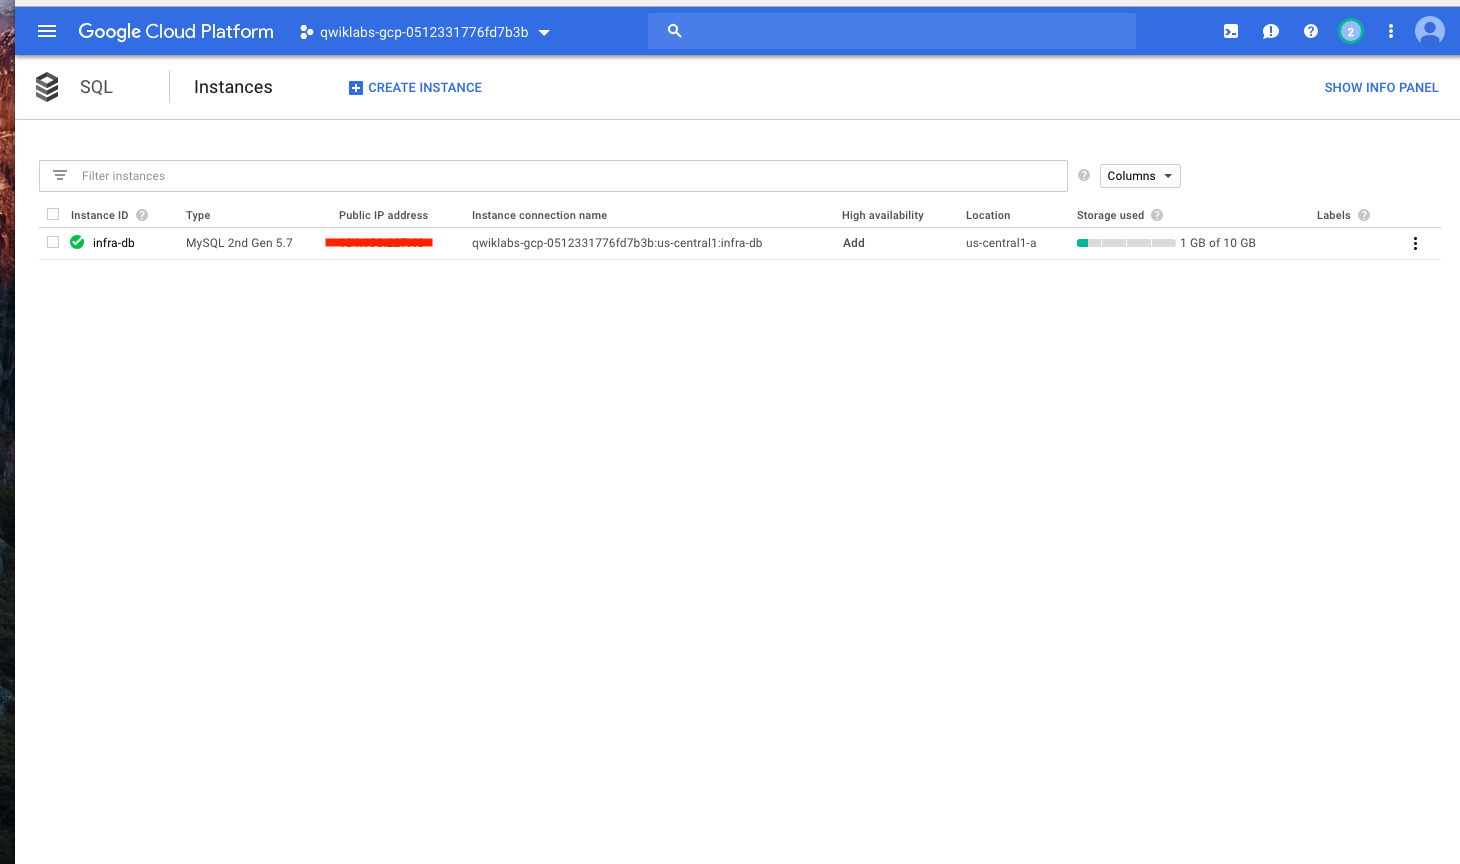 Google Cloud Platform qwiklabs-gcp-0512331776fd7b3b 2
SQL Instances CREATE INSTANCE SHOW INFO PANEL
Filter instances ? Columns
Instance ID ? Type Public IP address Instance connection name High availability Location Storage used ? Labels ?
infra-db MySQL 2nd Gen 5.7 qwiklabs-gcp-0512331776fd7b3b:us-central1:infra-db Add us-central1-a 1 GB of 10 GB